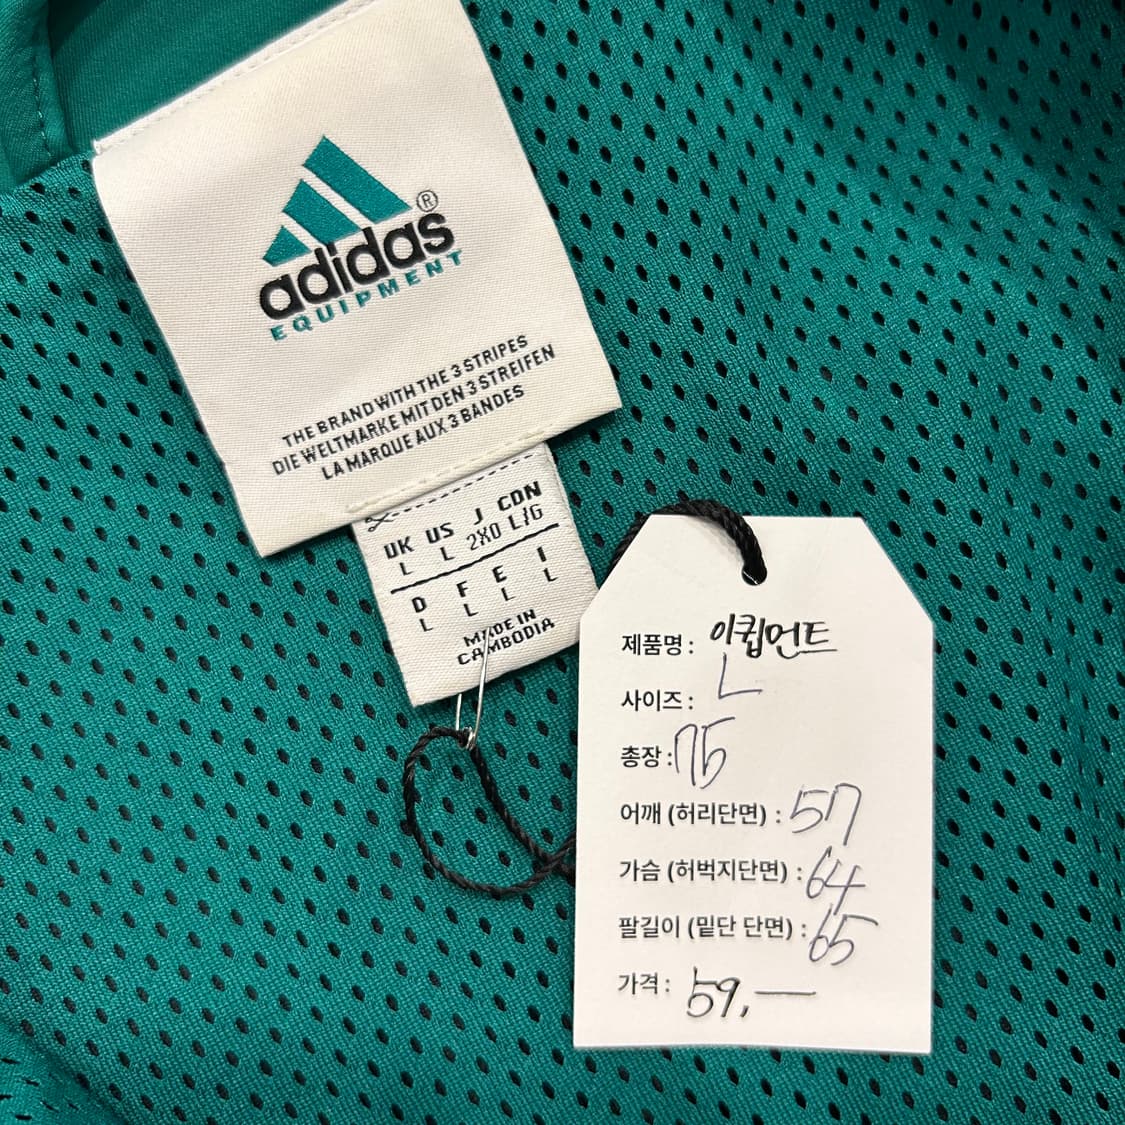 adidas®
EQUIPMENT
THE BRAND WITH THE 3 STRIPES
DIE WELTMARKE MIT DEN 3 STREIFEN
LA MARQUE AUX 3 BANDES
UK US J CDN
L L 2XO L/G
D F E I
L L L L
MADE IN
CAMBODIA
제품명 : 이큅먼트
사이즈 : L
총장 : 75
어깨 (허리단면) : 57
가슴 (허벅지단면) : 64
팔길이 (밑단 단면) : 65
가격 : 59,—